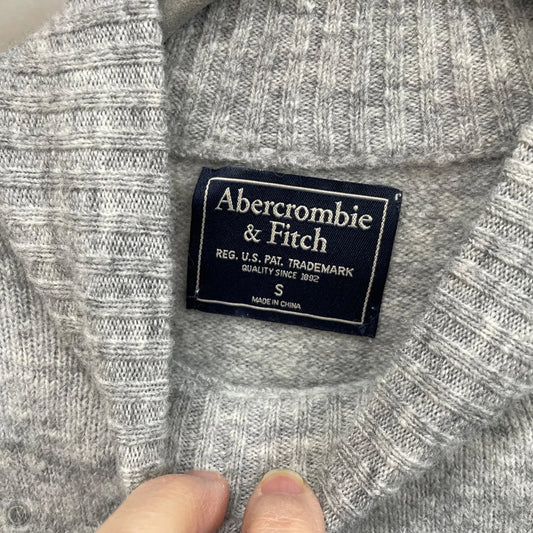 Abercrombie
& Fitch
REG. U.S. PAT. TRADEMARK
QUALITY SINCE 1892
S
MADE IN CHINA